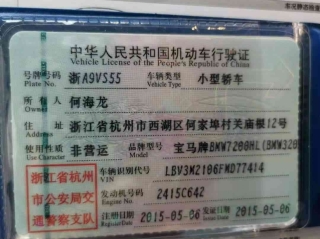 中华人民共和国机动车行驶证
Vehicle License of the People's Republic of China
号牌号码 浙A9VS55 车辆类型 小型轿车
Plate No. Vehicle Type
所有人 何海龙
Owner
住址 浙江省杭州市西湖区何家埠村关庙根12号
Address
使用性质 非营运 品牌型号 宝马牌BMW7200HL(BMW320
Use Character Model
浙江省杭州 车辆识别代号 LBV3M2106FMD77414
VIN
市公安局交 发动机号码 2415C642
Engine No.
通警察支队 注册日期 2015-05-06 发证日期 2015-05-06
Register Date Issue Date